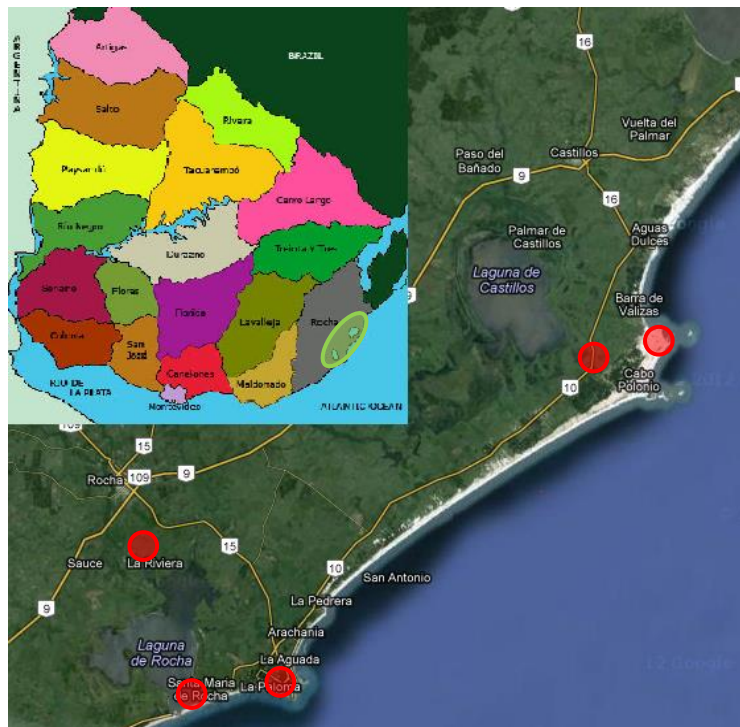 ARGENTINA
BRAZIL
Artigas
Salto
Rivera
Paysandú
Tacuarembó
Cerro Largo
Río Negro
Durazno
Treinta Y Tres
Soriano
Flores
Florida
Lavalleja
Rocha
Colonia
San
José
Canelones
Maldonado
RIO DE
LA PLATA
Montevideo
ATLANTIC OCEAN
16
Vuelta del
Palmar
Paso del
Bañado
Castillos
9
16
Palmar de
Castillos
Aguas
Dulces
Laguna de
Castillos
Barra de
Valizas
10
Cabo
Polonio
109
15
Rocha
109
9
Sauce
La Riviera
15
10
San Antonio
9
La Pedrera
Arachania
Laguna
de Rocha
La Aguada
Santa Maria
de Rocha
La Paloma